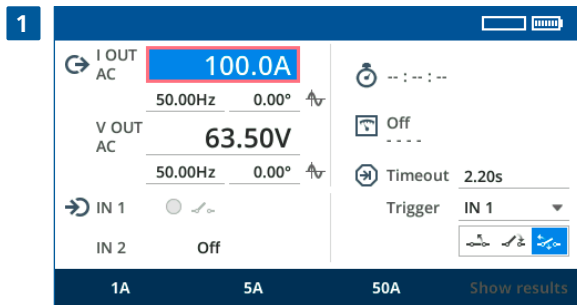 1
I OUT
AC
100.0A
50.00Hz 0.00°
V OUT
AC
63.50V
50.00Hz 0.00°
IN 1
IN 2 Off
-- : -- : --
Off
- - - -
Timeout 2.20s
Trigger IN 1
1A 5A 50A Show results